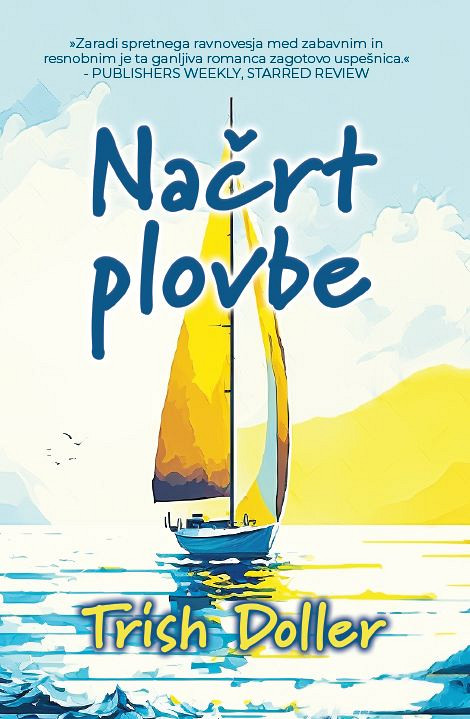 »Zaradi spretnega ravnovesja med zabavnim in
resnobnim je ta ganljiva romanca zagotovo uspešnica.«
- PUBLISHERS WEEKLY, STARRED REVIEW
Načrt
plovbe
Trish Doller